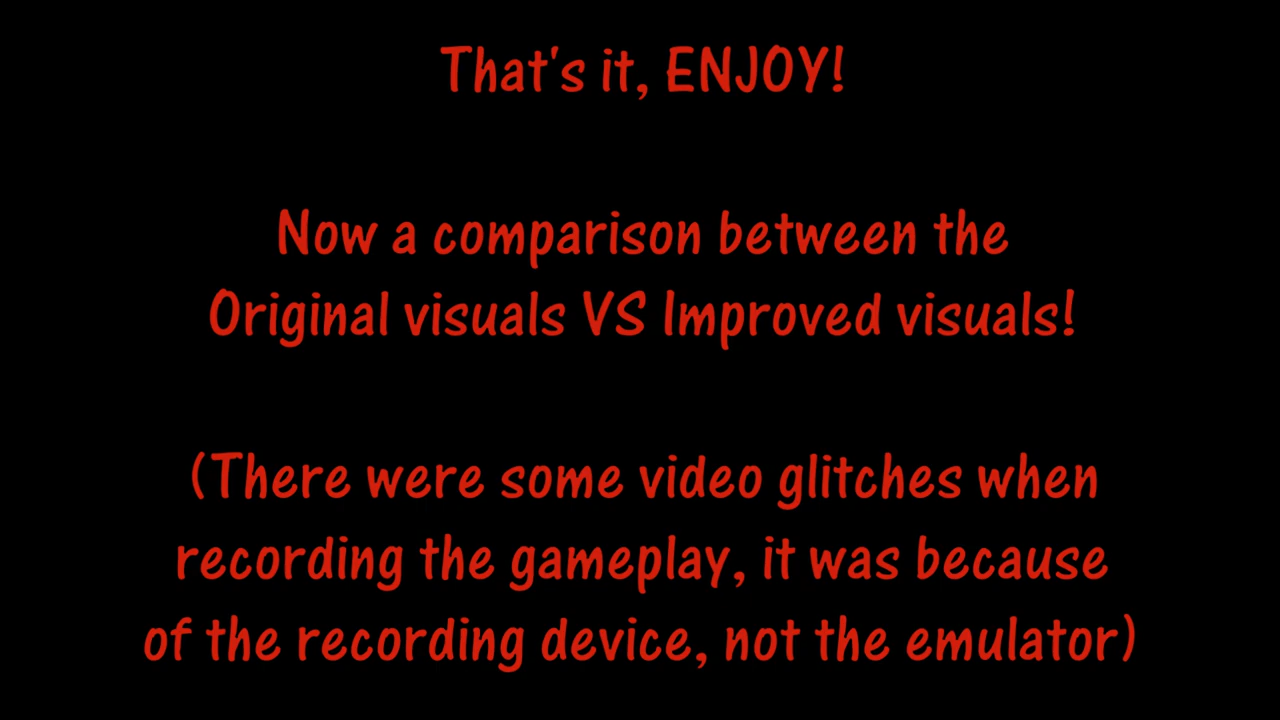 That's it, ENJOY!
Now a comparison between the
Original visuals VS Improved visuals!
(There were some video glitches when
recording the gameplay, it was because
of the recording device, not the emulator)